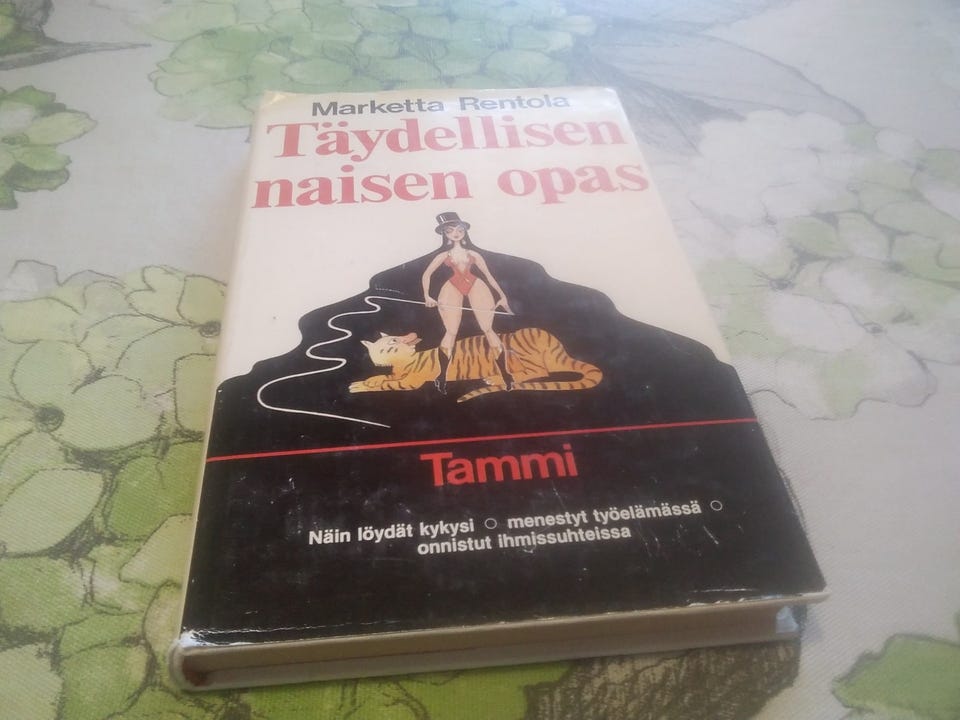 Marketta Rentola
Täydellisen
naisen opas
Tammi
Näin löydät kykysi ○ menestyt työelämässä ○
onnistut ihmissuhteissa